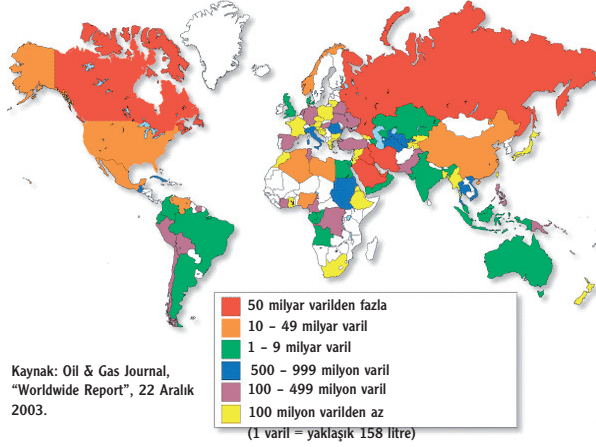 50 milyar varilden fazla
10 – 49 milyar varil
1 – 9 milyar varil
500 – 999 milyon varil
100 – 499 milyon varil
100 milyon varilden az
(1 varil = yaklaşık 158 litre)
Kaynak: Oil & Gas Journal,
“Worldwide Report”, 22 Aralık
2003.